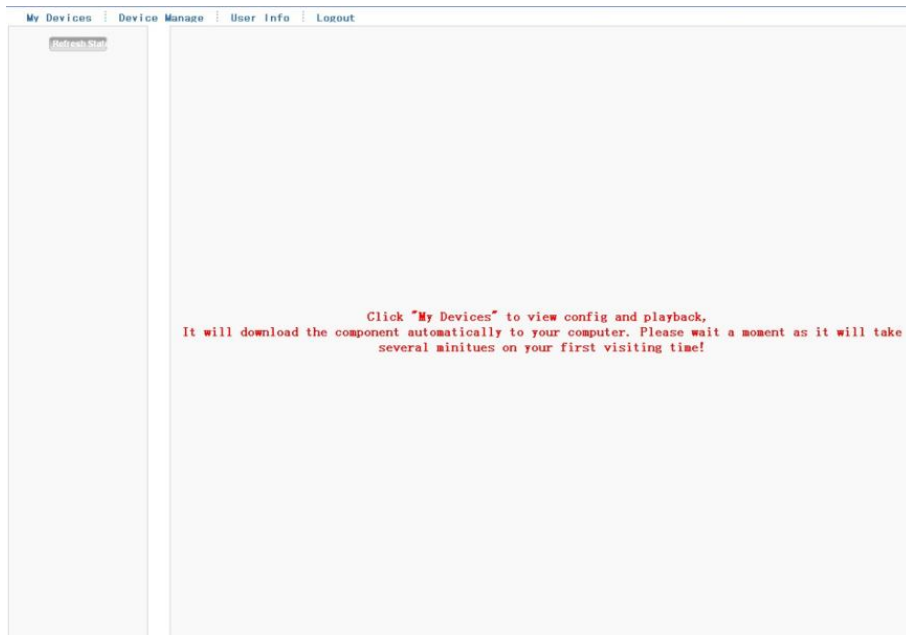 My Devices Device Manage User Info Logout
Refresh Stat
Click "My Devices" to view config and playback,
It will download the component automatically to your computer. Please wait a moment as it will take
several minitues on your first visiting time!